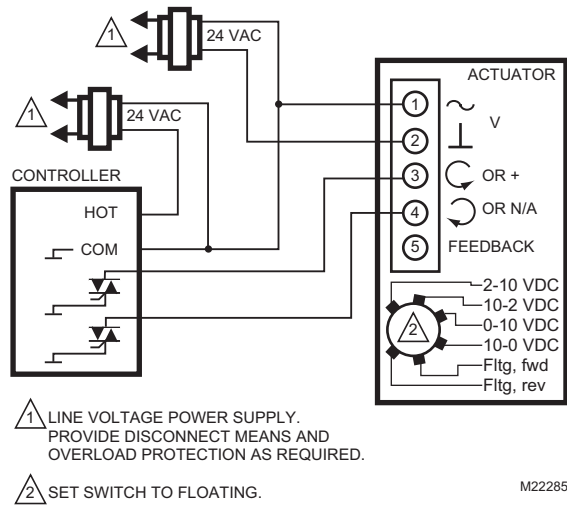 1
24 VAC
1
24 VAC
CONTROLLER
HOT
COM
ACTUATOR
1
V
2
3 OR +
4 OR N/A
5 FEEDBACK
2
2-10 VDC
10-2 VDC
0-10 VDC
10-0 VDC
Fltg, fwd
Fltg, rev
1 LINE VOLTAGE POWER SUPPLY.
PROVIDE DISCONNECT MEANS AND
OVERLOAD PROTECTION AS REQUIRED.
2 SET SWITCH TO FLOATING.
M22285